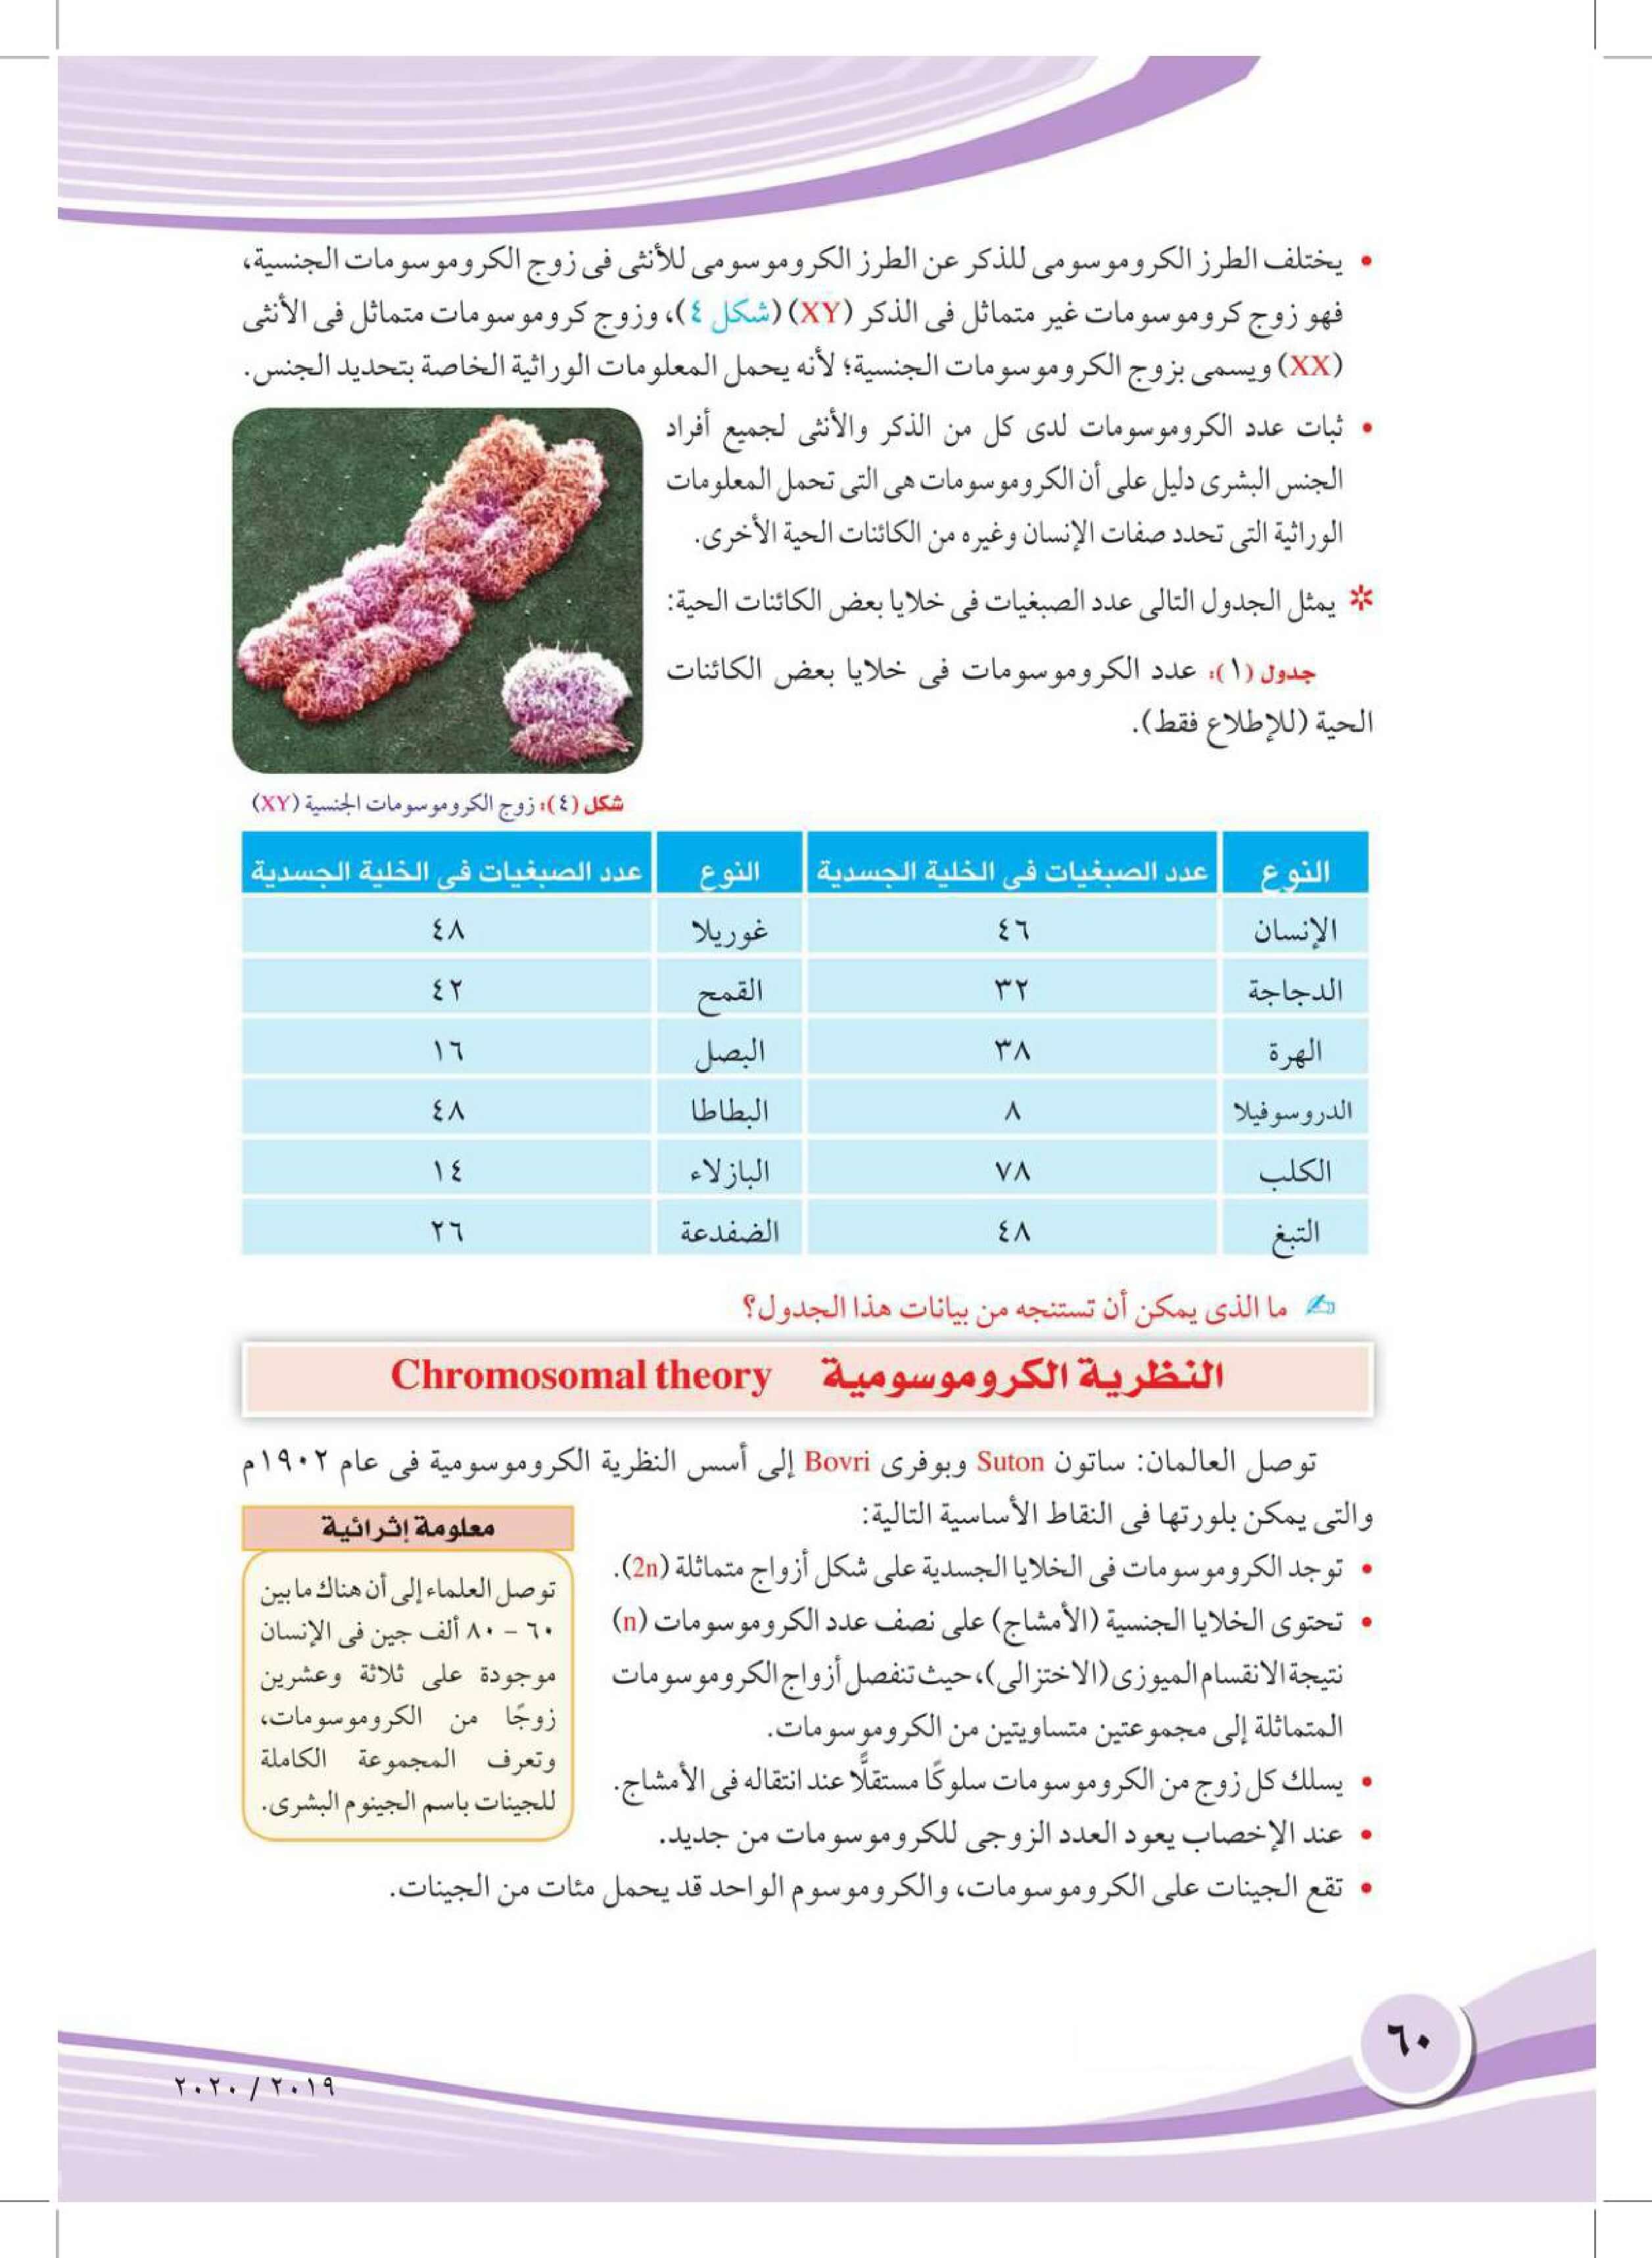 • يختلف الطرز الكروموسومى للذكر عن الطرز الكروموسومى للأنثى فى زوج الكروموسومات الجنسية،
فهو زوج كروموسومات غير متماثل فى الذكر (XY) (شكل ٤)، وزوج كروموسومات متماثل فى الأنثى
(XX) ويسمى بزوج الكروموسومات الجنسية؛ لأنه يحمل المعلومات الوراثية الخاصة بتحديد الجنس.
• ثبات عدد الكروموسومات لدى كل من الذكر والأنثى لجميع أفراد
الجنس البشرى دليل على أن الكروموسومات هى التى تحمل المعلومات
الوراثية التى تحدد صفات الإنسان وغيره من الكائنات الحية الأخرى.
* يمثل الجدول التالى عدد الصبغيات فى خلايا بعض الكائنات الحية:
جدول (١): عدد الكروموسومات فى خلايا بعض الكائنات
الحية (للإطلاع فقط).
شكل (٤): زوج الكروموسومات الجنسية (XY)
النوع عدد الصبغيات فى الخلية الجسدية النوع عدد الصبغيات فى الخلية الجسدية
الإنسان ٤٦ غوريلا ٤٨
الدجاجة ٣٢ القمح ٤٢
الهرة ٣٨ البصل ١٦
الدروسوفيلا ٨ البطاطا ٤٨
الكلب ٧٨ البازلاء ١٤
التبغ ٤٨ الضفدعة ٢٦
ما الذى يمكن أن تستنتجه من بيانات هذا الجدول؟
النظرية الكروموسومية Chromosomal theory
توصل العالمان: ساتون Suton وبوفرى Bovri إلى أسس النظرية الكروموسومية فى عام ١٩٠٢م
والتى يمكن بلورتها فى النقاط الأساسية التالية:
• توجد الكروموسومات فى الخلايا الجسدية على شكل أزواج متماثلة (2n).
• تحتوى الخلايا الجنسية (الأمشاج) على نصف عدد الكروموسومات (n)
نتيجة الانقسام الميوزى (الاختزالى)، حيث تنفصل أزواج الكروموسومات
المتماثلة إلى مجموعتين متساويتين من الكروموسومات.
• يسلك كل زوج من الكروموسومات سلوكًا مستقلًّا عند انتقاله فى الأمشاج.
• عند الإخصاب يعود العدد الزوجى للكروموسومات من جديد.
• تقع الجينات على الكروموسومات، والكروموسوم الواحد قد يحمل مئات من الجينات.
معلومة إثرائية
توصل العلماء إلى أن هناك ما بين
٦٠ - ٨٠ ألف جين فى الإنسان
موجودة على ثلاثة وعشرين
زوجًا من الكروموسومات،
وتعرف المجموعة الكاملة
للجينات باسم الجينوم البشرى.
٦٠
٢٠١٩ / ٢٠٢٠